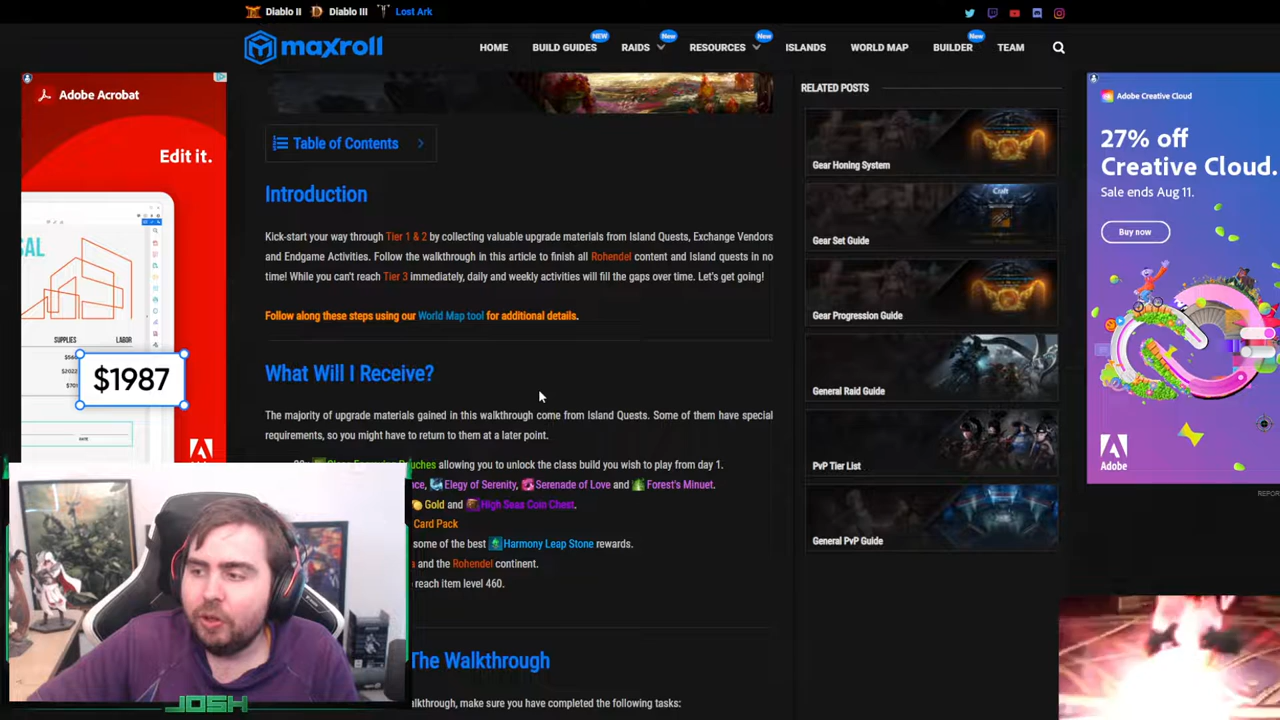 Diablo II Diablo III Lost Ark
maxroll HOME BUILD GUIDES NEW RAIDS New RESOURCES New ISLANDS WORLD MAP BUILDER New TEAM
Adobe Acrobat
Edit it.
SUPPLIES LABOR
$1987
DATE
Table of Contents
Introduction
Kick-start your way through Tier 1 & 2 by collecting valuable upgrade materials from Island Quests, Exchange Vendors
and Endgame Activities. Follow the walkthrough in this article to finish all Rohendel content and Island quests in no
time! While you can't reach Tier 3 immediately, daily and weekly activities will fill the gaps over time. Let's get going!
Follow along these steps using our World Map tool for additional details.
What Will I Receive?
The majority of upgrade materials gained in this walkthrough come from Island Quests. Some of them have special
requirements, so you might have to return to them at a later point.
allowing you to unlock the class build you wish to play from day 1.
Elegy of Serenity, Serenade of Love and Forest's Minuet.
Gold and High Seas Coin Chest.
Card Pack
some of the best Harmony Leap Stone rewards.
and the Rohendel continent.
reach item level 460.
The Walkthrough
make sure you have completed the following tasks:
RELATED POSTS
Gear Honing System
Craft
Gear Set Guide
Gear Progression Guide
General Raid Guide
PvP Tier List
General PvP Guide
Adobe Creative Cloud
27% off
Creative Cloud.
Sale ends Aug 11.
Buy now
Adobe
JOSH